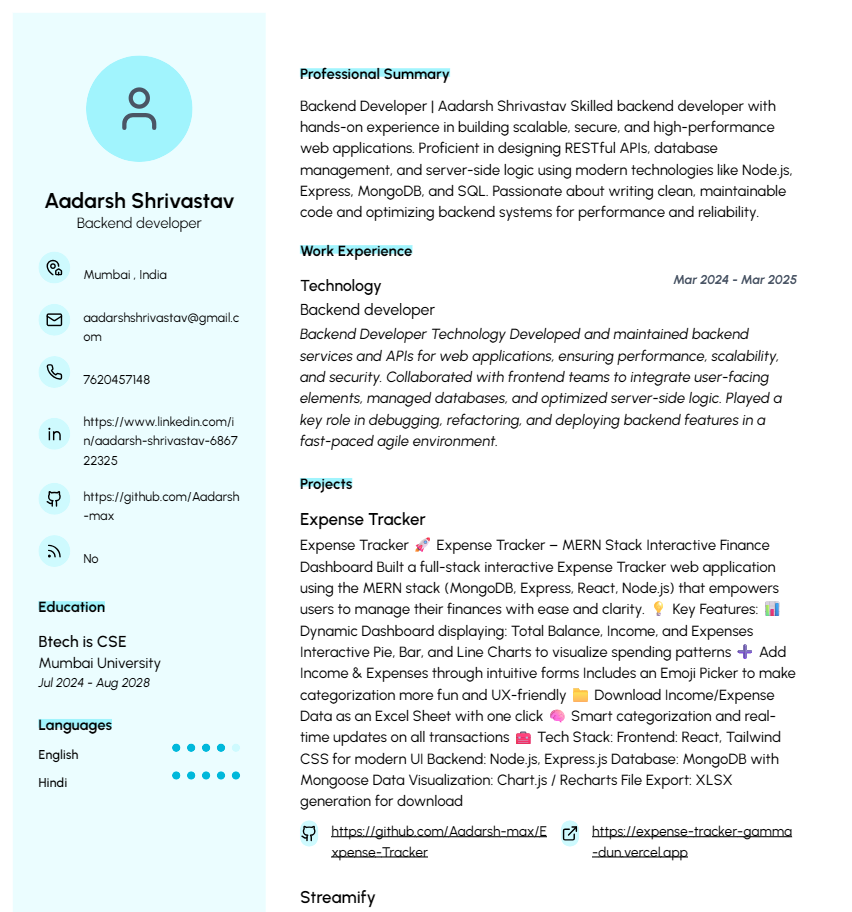 Aadarsh Shrivastav
Backend developer
Mumbai , India
aadarshshrivastav@gmail.c
om
7620457148
in
https://www.linkedin.com/i
n/aadarsh-shrivastav-6867
22325
https://github.com/Aadarsh
-max
No
Education
Btech is CSE
Mumbai University
Jul 2024 - Aug 2028
Languages
English
Hindi
Professional Summary
Backend Developer | Aadarsh Shrivastav Skilled backend developer with
hands-on experience in building scalable, secure, and high-performance
web applications. Proficient in designing RESTful APIs, database
management, and server-side logic using modern technologies like Node.js,
Express, MongoDB, and SQL. Passionate about writing clean, maintainable
code and optimizing backend systems for performance and reliability.
Work Experience
Technology
Mar 2024 - Mar 2025
Backend developer
Backend Developer Technology Developed and maintained backend
services and APIs for web applications, ensuring performance, scalability,
and security. Collaborated with frontend teams to integrate user-facing
elements, managed databases, and optimized server-side logic. Played a
key role in debugging, refactoring, and deploying backend features in a
fast-paced agile environment.
Projects
Expense Tracker
Expense Tracker 🚀 Expense Tracker – MERN Stack Interactive Finance
Dashboard Built a full-stack interactive Expense Tracker web application
using the MERN stack (MongoDB, Express, React, Node.js) that empowers
users to manage their finances with ease and clarity. 💡 Key Features: 📊
Dynamic Dashboard displaying: Total Balance, Income, and Expenses
Interactive Pie, Bar, and Line Charts to visualize spending patterns ➕ Add
Income & Expenses through intuitive forms Includes an Emoji Picker to make
categorization more fun and UX-friendly 📁 Download Income/Expense
Data as an Excel Sheet with one click 🧠 Smart categorization and real-
time updates on all transactions 🧰 Tech Stack: Frontend: React, Tailwind
CSS for modern UI Backend: Node.js, Express.js Database: MongoDB with
Mongoose Data Visualization: Chart.js / Recharts File Export: XLSX
generation for download
https://github.com/Aadarsh-max/E
xpense-Tracker
https://expense-tracker-gamma
-dun.vercel.app
Streamify